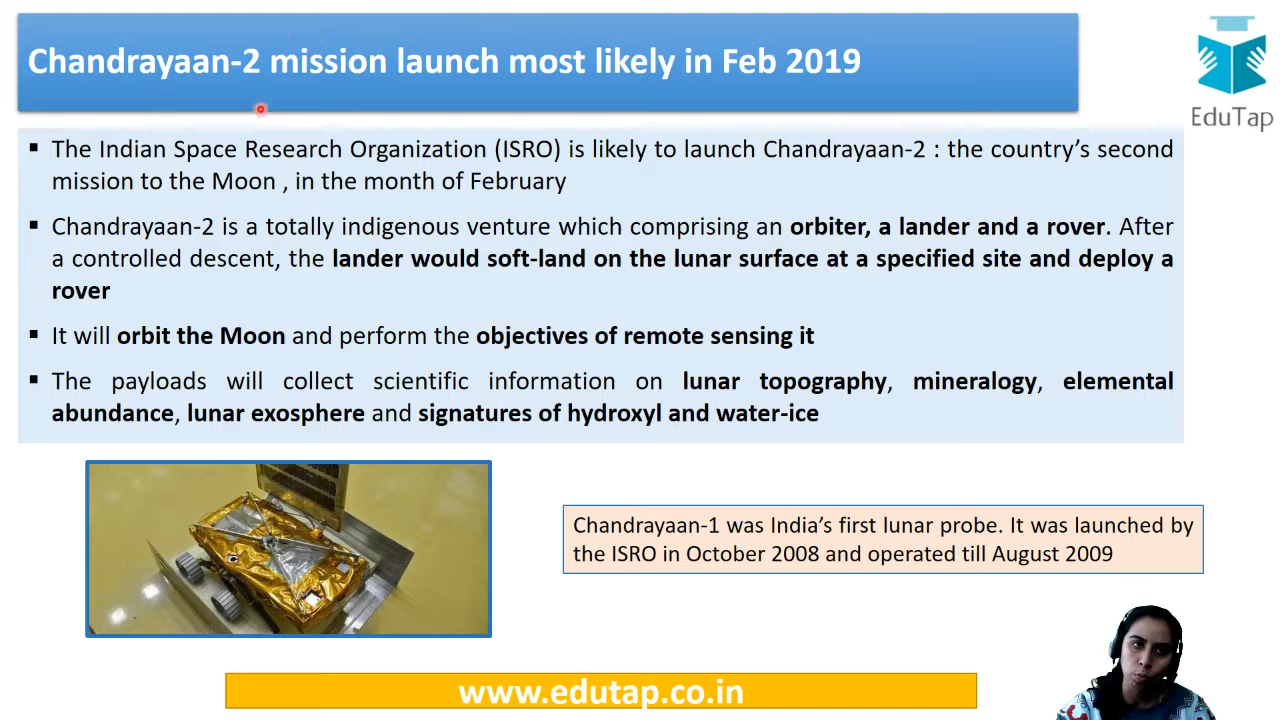 Chandrayaan-2 mission launch most likely in Feb 2019
EduTap
▪ The Indian Space Research Organization (ISRO) is likely to launch Chandrayaan-2 : the country’s second
mission to the Moon , in the month of February
▪ Chandrayaan-2 is a totally indigenous venture which comprising an orbiter, a lander and a rover. After
a controlled descent, the lander would soft-land on the lunar surface at a specified site and deploy a
rover
▪ It will orbit the Moon and perform the objectives of remote sensing it
▪ The payloads will collect scientific information on lunar topography, mineralogy, elemental
abundance, lunar exosphere and signatures of hydroxyl and water-ice
Chandrayaan-1 was India’s first lunar probe. It was launched by
the ISRO in October 2008 and operated till August 2009
www.edutap.co.in